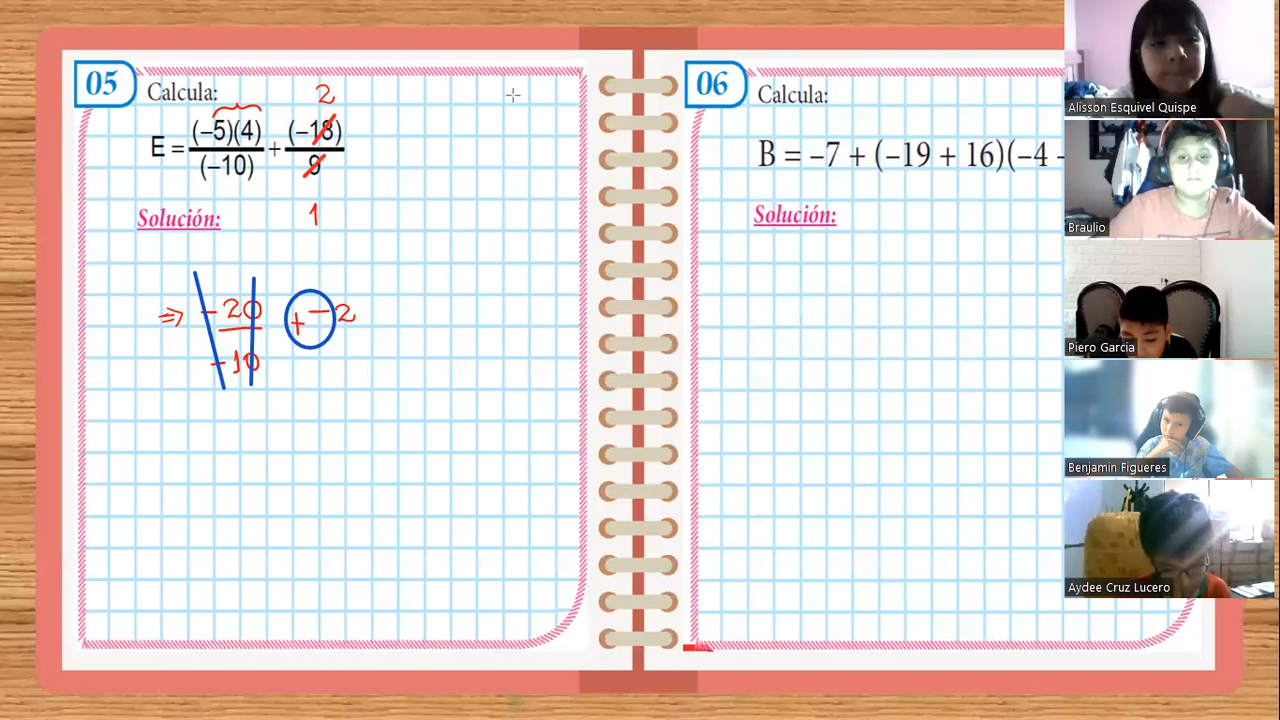 05
Calcula:
2
E = (–5)(4)/(–10) + (–18)/9
1
Solución:
⇒ -20/-10 + -2
06
Calcula:
B = –7 + (–19 + 16)(–4 –
Solución:
Alisson Esquivel Quispe
Braulio
Piero Garcia
Benjamin Figueres
Aydee Cruz Lucero